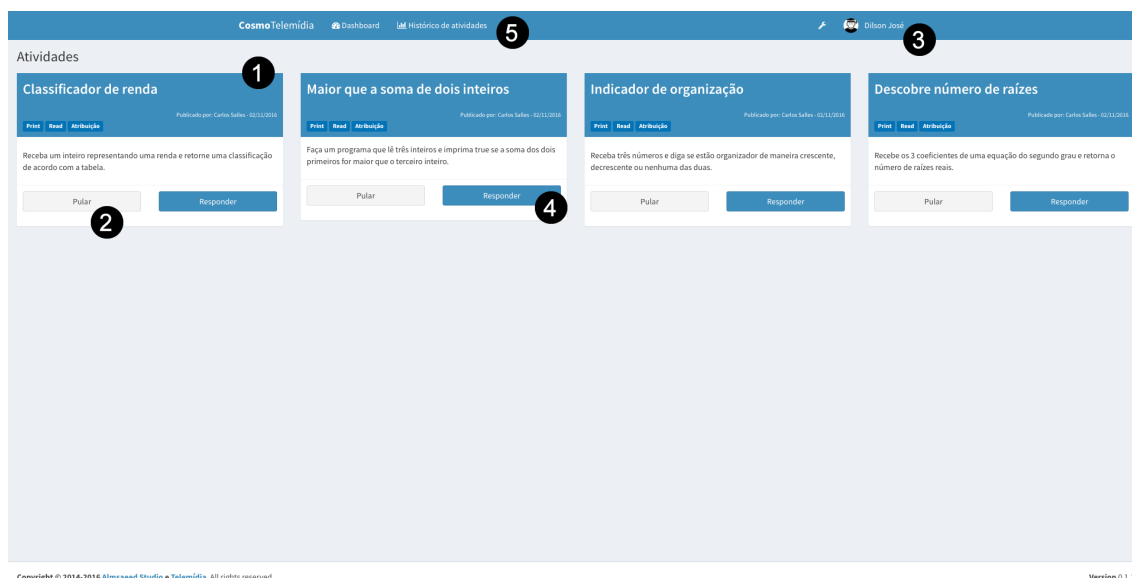 CosmoTelemídia Dashboard Histórico de atividades Dilson José
5
3
Atividades
1
Classificador de renda
Publicado por: Carlos Salles - 02/11/2016
Print Read Atribuição
Receba um inteiro representando uma renda e retorne uma classificação
de acordo com a tabela.
Pular Responder
2
Maior que a soma de dois inteiros
Publicado por: Carlos Salles - 02/11/2016
Print Read Atribuição
Faça um programa que lê três inteiros e imprima true se a soma dos dois
primeiros for maior que o terceiro inteiro.
Pular Responder
4
Indicador de organização
Publicado por: Carlos Salles - 02/11/2016
Print Read Atribuição
Receba três números e diga se estão organizador de maneira crescente,
decrescente ou nenhuma das duas.
Pular Responder
Descobre número de raízes
Publicado por: Carlos Salles - 02/11/2016
Print Read Atribuição
Recebe os 3 coeficientes de uma equação do segundo grau e retorna o
número de raízes reais.
Pular Responder
Copyright © 2014-2016 Almsaeed Studio e Telemídia. All rights reserved. Version 0.1